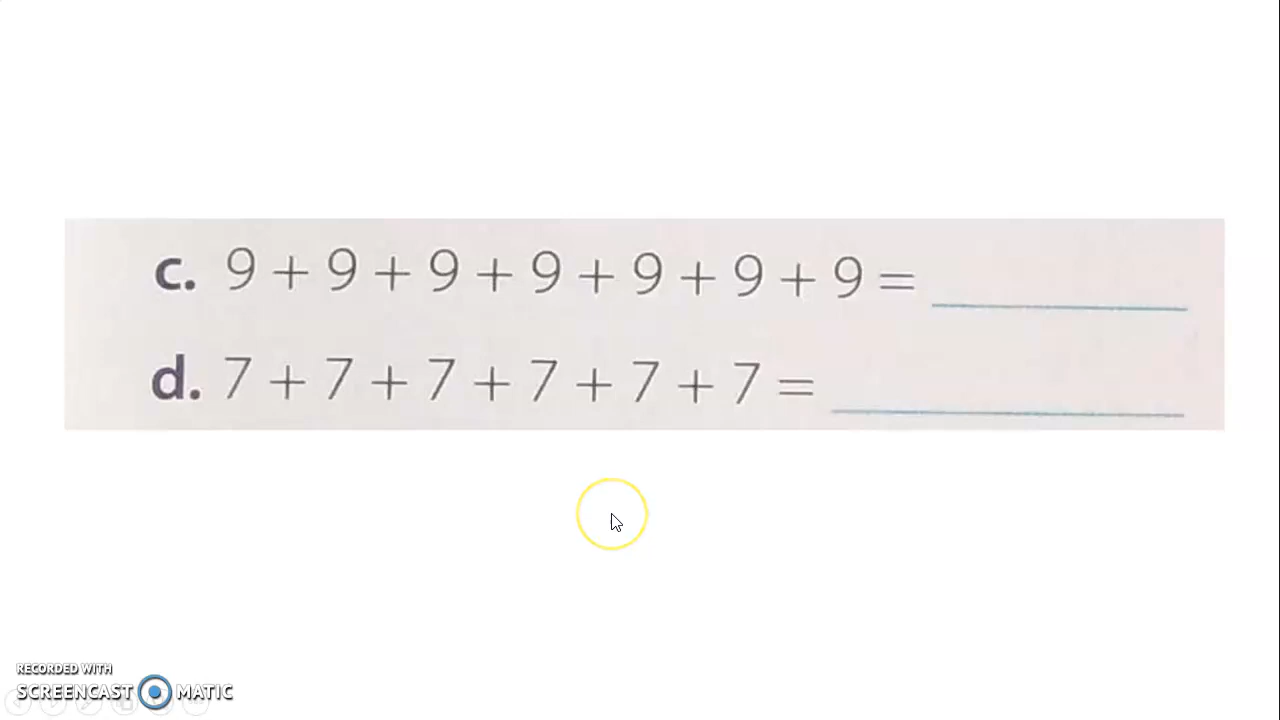 c. 9 + 9 + 9 + 9 + 9 + 9 + 9 =
d. 7 + 7 + 7 + 7 + 7 + 7 =
RECORDED WITH
SCREENCAST MATIC